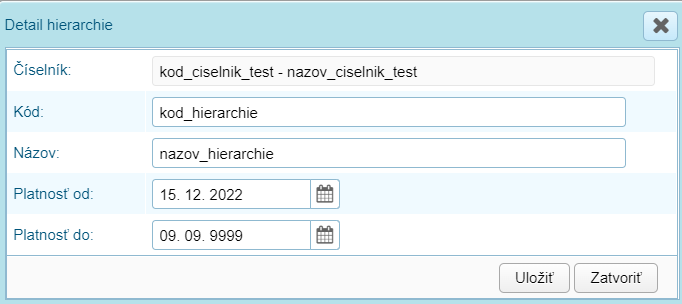 Detail hierarchie
Číselník: kod_ciselnik_test - nazov_ciselnik_test
Kód: kod_hierarchie
Názov: nazov_hierarchie
Platnosť od: 15. 12. 2022
Platnosť do: 09. 09. 9999
Uložiť Zatvoriť